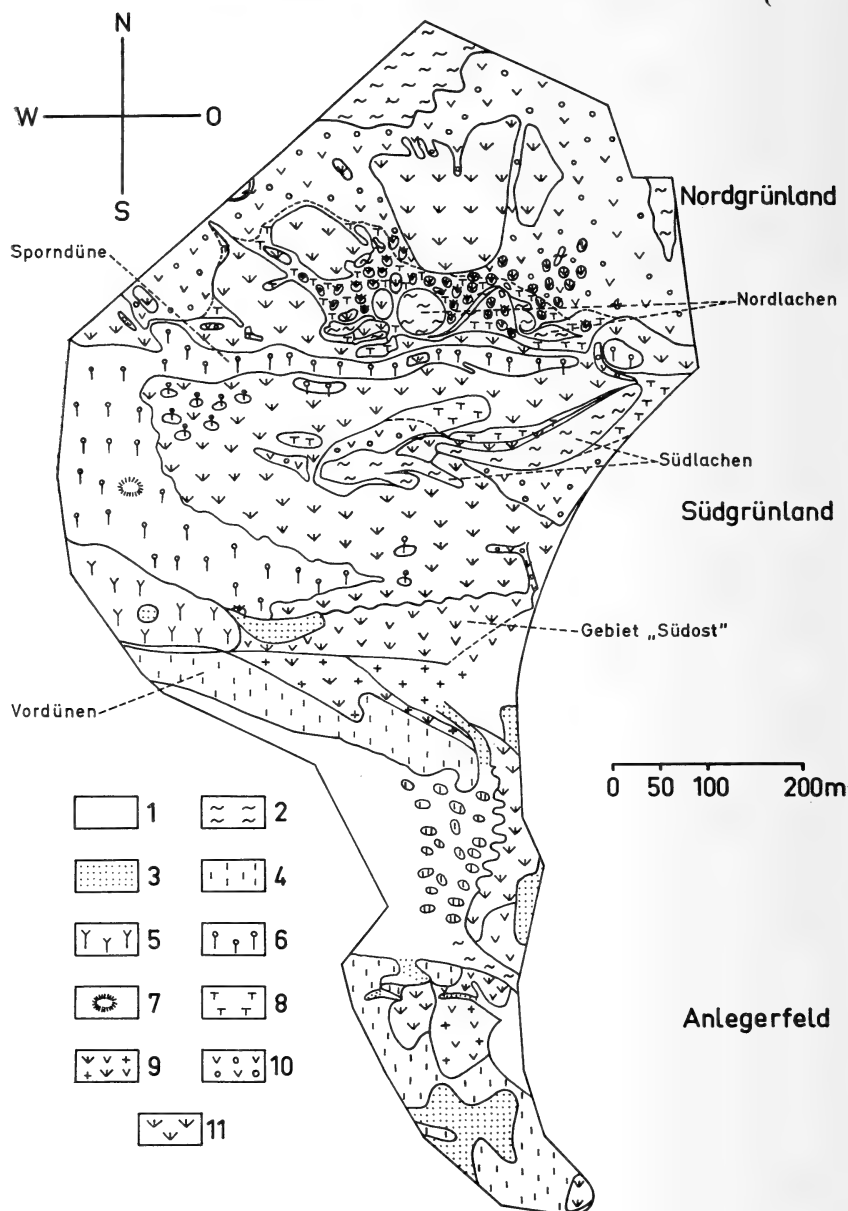 N
W O
S
Nordgrünland
Sporndüne
Nordlachen
Südlachen
Südgrünland
Gebiet „Südost"
Vordünen
0 50 100 200m
1 2
3 4
5 6
7 8
9 10
11
Anlegerfeld